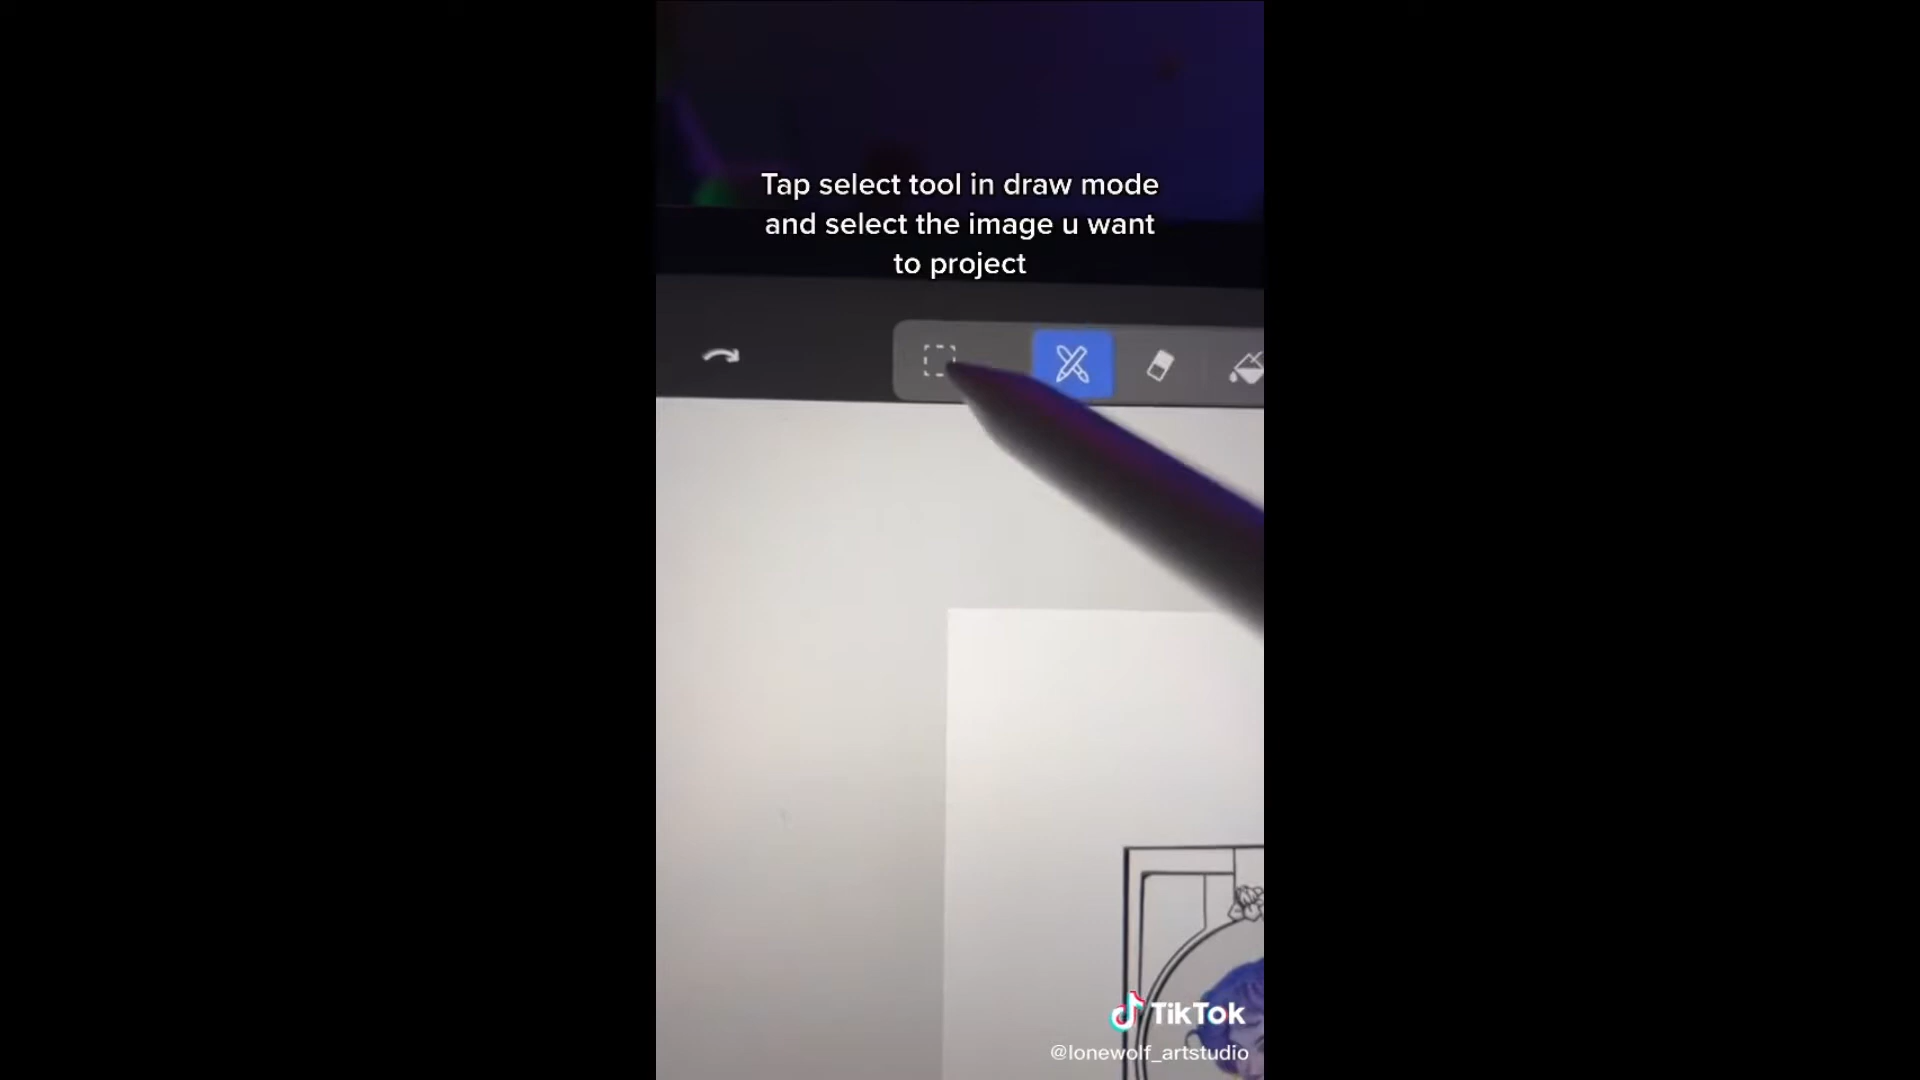 Tap select tool in draw mode
and select the image u want
to project
TikTok
@lonewolf_artstudio